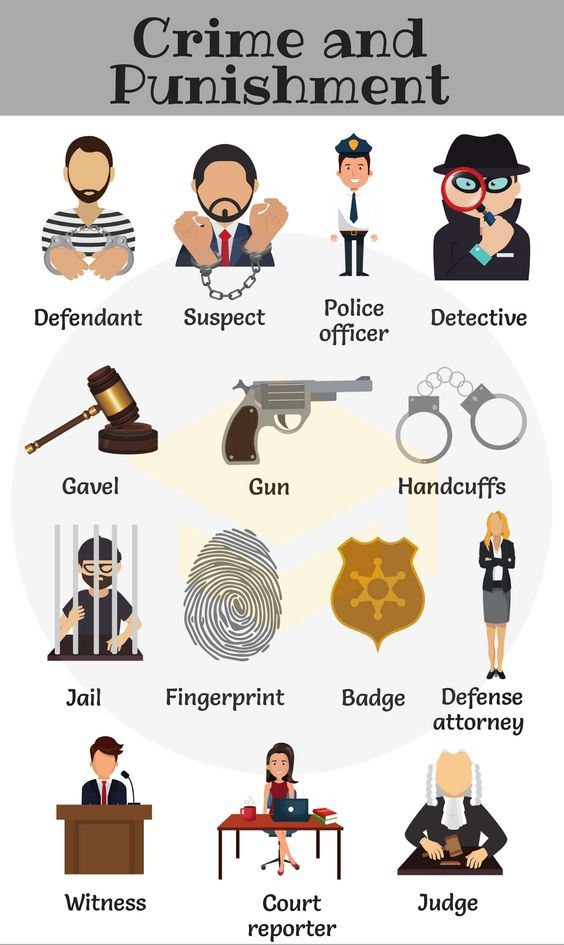 Crime and
Punishment
Defendant
Suspect
Police
officer
Detective
Gavel
Gun
Handcuffs
Jail
Fingerprint
Badge
Defense
attorney
Witness
Court
reporter
Judge